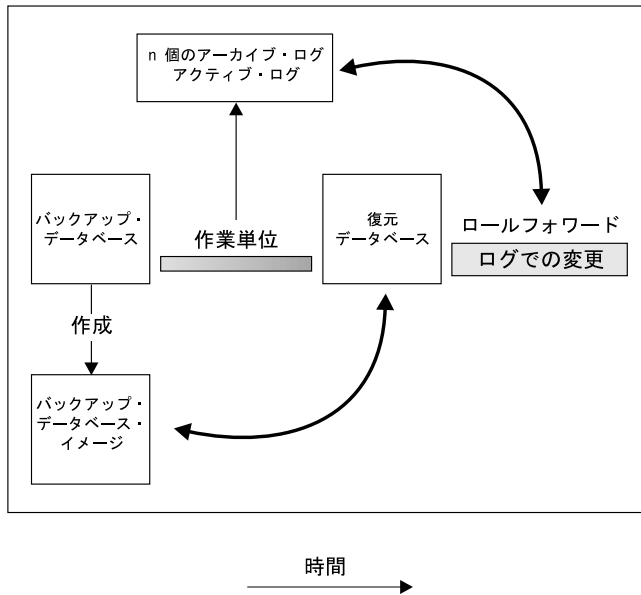 n 個のアーカイブ・ログ
アクティブ・ログ
バックアップ・
データベース
作業単位
復元
データベース
ロールフォワード
ログでの変更
作成
バックアップ・
データベース・
イメージ
時間